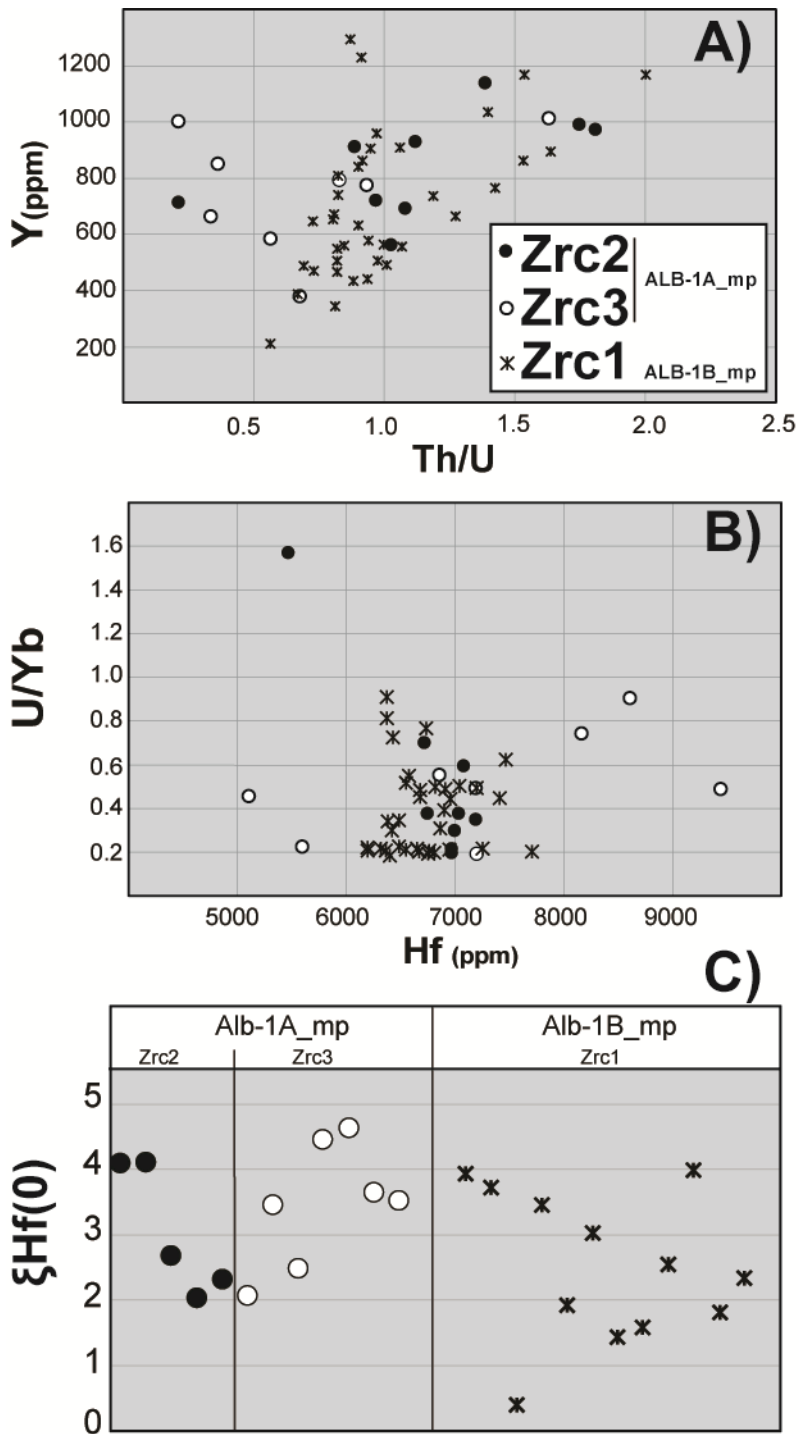 A)
1200
1000
800
600
400
200
Y(ppm)
Zrc2
Zrc3
ALB-1A_mp
Zrc1 ALB-1B_mp
0.5 1.0 1.5 2.0 2.5
Th/U
B)
1.6
1.4
1.2
1.0
0.8
0.6
0.4
0.2
U/Yb
5000 6000 7000 8000 9000
Hf (ppm)
C)
Alb-1A_mp Alb-1B_mp
Zrc2 Zrc3 Zrc1
5
4
3
2
1
0
ξHf(0)